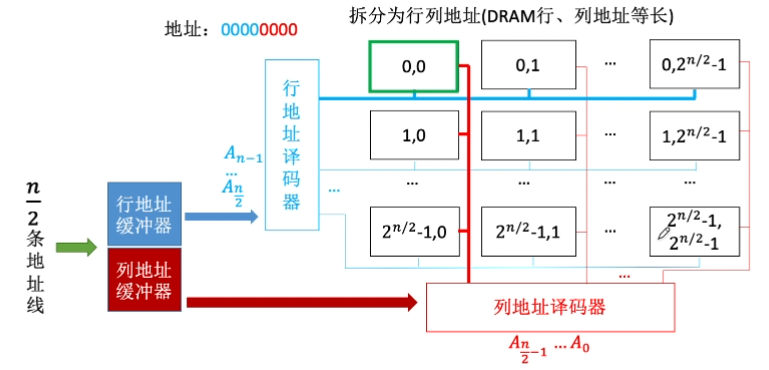 拆分为行列地址(DRAM行、列地址等长)
地址：00000000
0,0
0,1
...
0,2^{n/2}-1
行地址译码器
1,0
1,1
...
1,2^{n/2}-1
A_{n-1}
...
A_{\frac{n}{2}}
...
...
...
2^{n/2}-1,0
2^{n/2}-1,1
...
2^{n/2}-1,
2^{n/2}-1
...
\frac{n}{2}条地址线
行地址
缓冲器
列地址
缓冲器
列地址译码器
A_{\frac{n}{2}-1} ... A_0